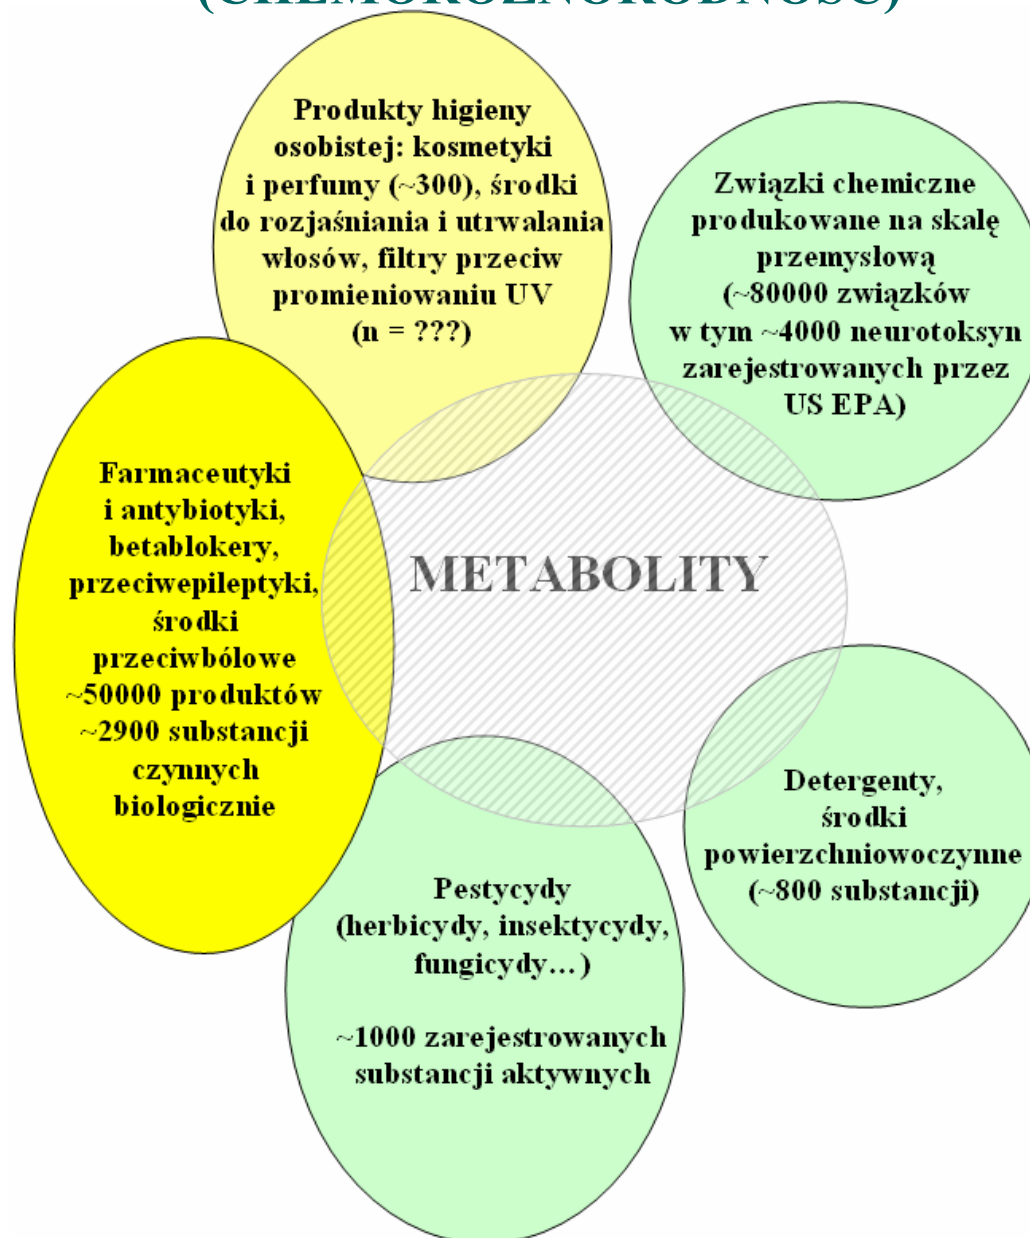 (CHEMORÓŻNORODNOŚĆ)
Produkty higieny
osobistej: kosmetyki
i perfumy (~300), środki
do rozjaśniania i utrwalania
włosów, filtry przeciw
promieniowaniu UV
(n = ???)
Związki chemiczne
produkowane na skalę
przemysłową
(~80000 związków
w tym ~4000 neurotoksyn
zarejestrowanych przez
US EPA)
Farmaceutyki
i antybiotyki,
betablokery,
przeciwepileptyki,
środki
przeciwbólowe
~50000 produktów
~2900 substancji
czynnych
biologicznie
METABOLITY
Detergenty,
środki
powierzchniowoczynne
(~800 substancji)
Pestycydy
(herbicydy, insektycydy,
fungicydy…)
~1000 zarejestrowanych
substancji aktywnych